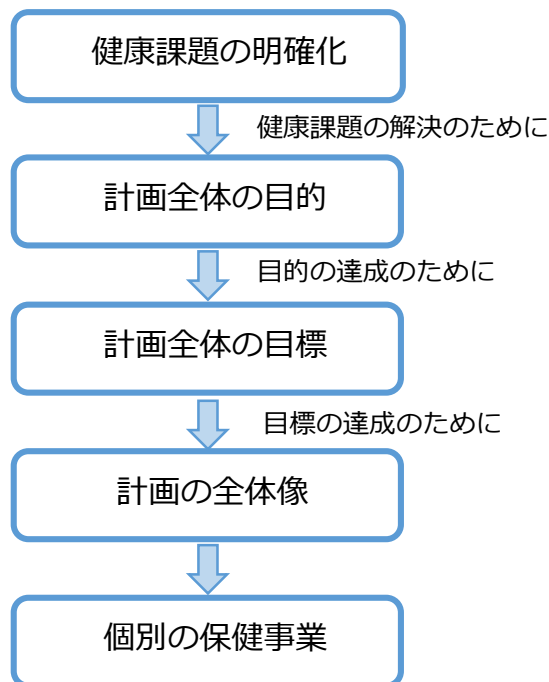 健康課題の明確化
健康課題の解決のために
計画全体の目的
目的の達成のために
計画全体の目標
目標の達成のために
計画の全体像
個別の保健事業